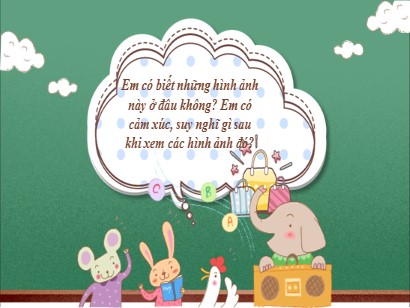 Em có biết những hình ảnh
này ở đâu không? Em có
cảm xúc, suy nghĩ gì sau
khi xem các hình ảnh đó?
C
B
A